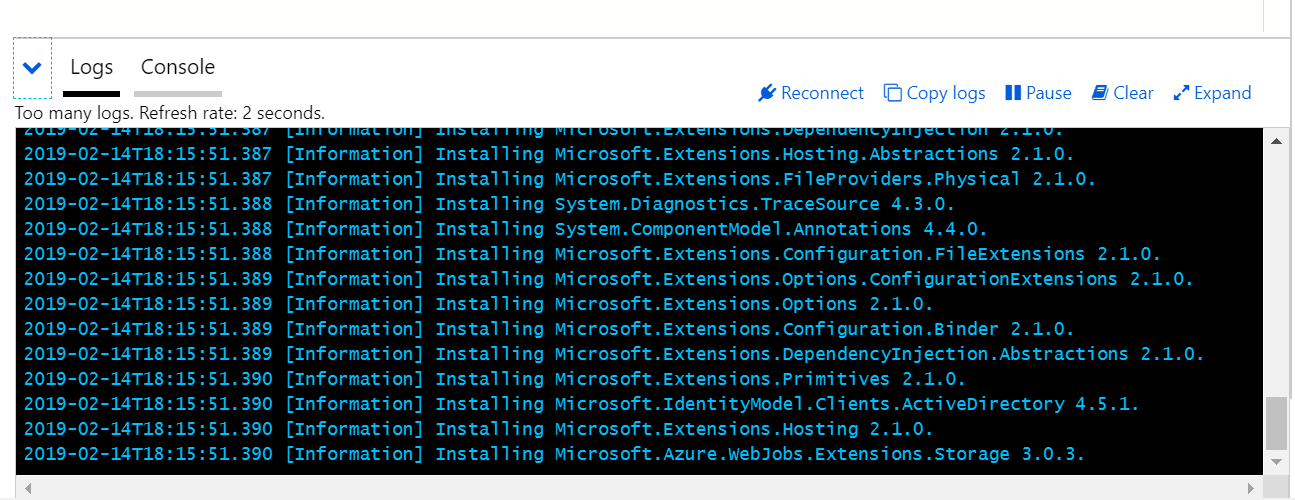 Logs Console
Reconnect Copy logs Pause Clear Expand
Too many logs. Refresh rate: 2 seconds.
2019-02-14T18:15:51.387 [Information] Installing Microsoft.Extensions.DependencyInjection 2.1.0.
2019-02-14T18:15:51.387 [Information] Installing Microsoft.Extensions.Hosting.Abstractions 2.1.0.
2019-02-14T18:15:51.387 [Information] Installing Microsoft.Extensions.FileProviders.Physical 2.1.0.
2019-02-14T18:15:51.388 [Information] Installing System.Diagnostics.TraceSource 4.3.0.
2019-02-14T18:15:51.388 [Information] Installing System.ComponentModel.Annotations 4.4.0.
2019-02-14T18:15:51.388 [Information] Installing Microsoft.Extensions.Configuration.FileExtensions 2.1.0.
2019-02-14T18:15:51.389 [Information] Installing Microsoft.Extensions.Options.ConfigurationExtensions 2.1.0.
2019-02-14T18:15:51.389 [Information] Installing Microsoft.Extensions.Options 2.1.0.
2019-02-14T18:15:51.389 [Information] Installing Microsoft.Extensions.Configuration.Binder 2.1.0.
2019-02-14T18:15:51.389 [Information] Installing Microsoft.Extensions.DependencyInjection.Abstractions 2.1.0.
2019-02-14T18:15:51.390 [Information] Installing Microsoft.Extensions.Primitives 2.1.0.
2019-02-14T18:15:51.390 [Information] Installing Microsoft.IdentityModel.Clients.ActiveDirectory 4.5.1.
2019-02-14T18:15:51.390 [Information] Installing Microsoft.Extensions.Hosting 2.1.0.
2019-02-14T18:15:51.390 [Information] Installing Microsoft.Azure.WebJobs.Extensions.Storage 3.0.3.